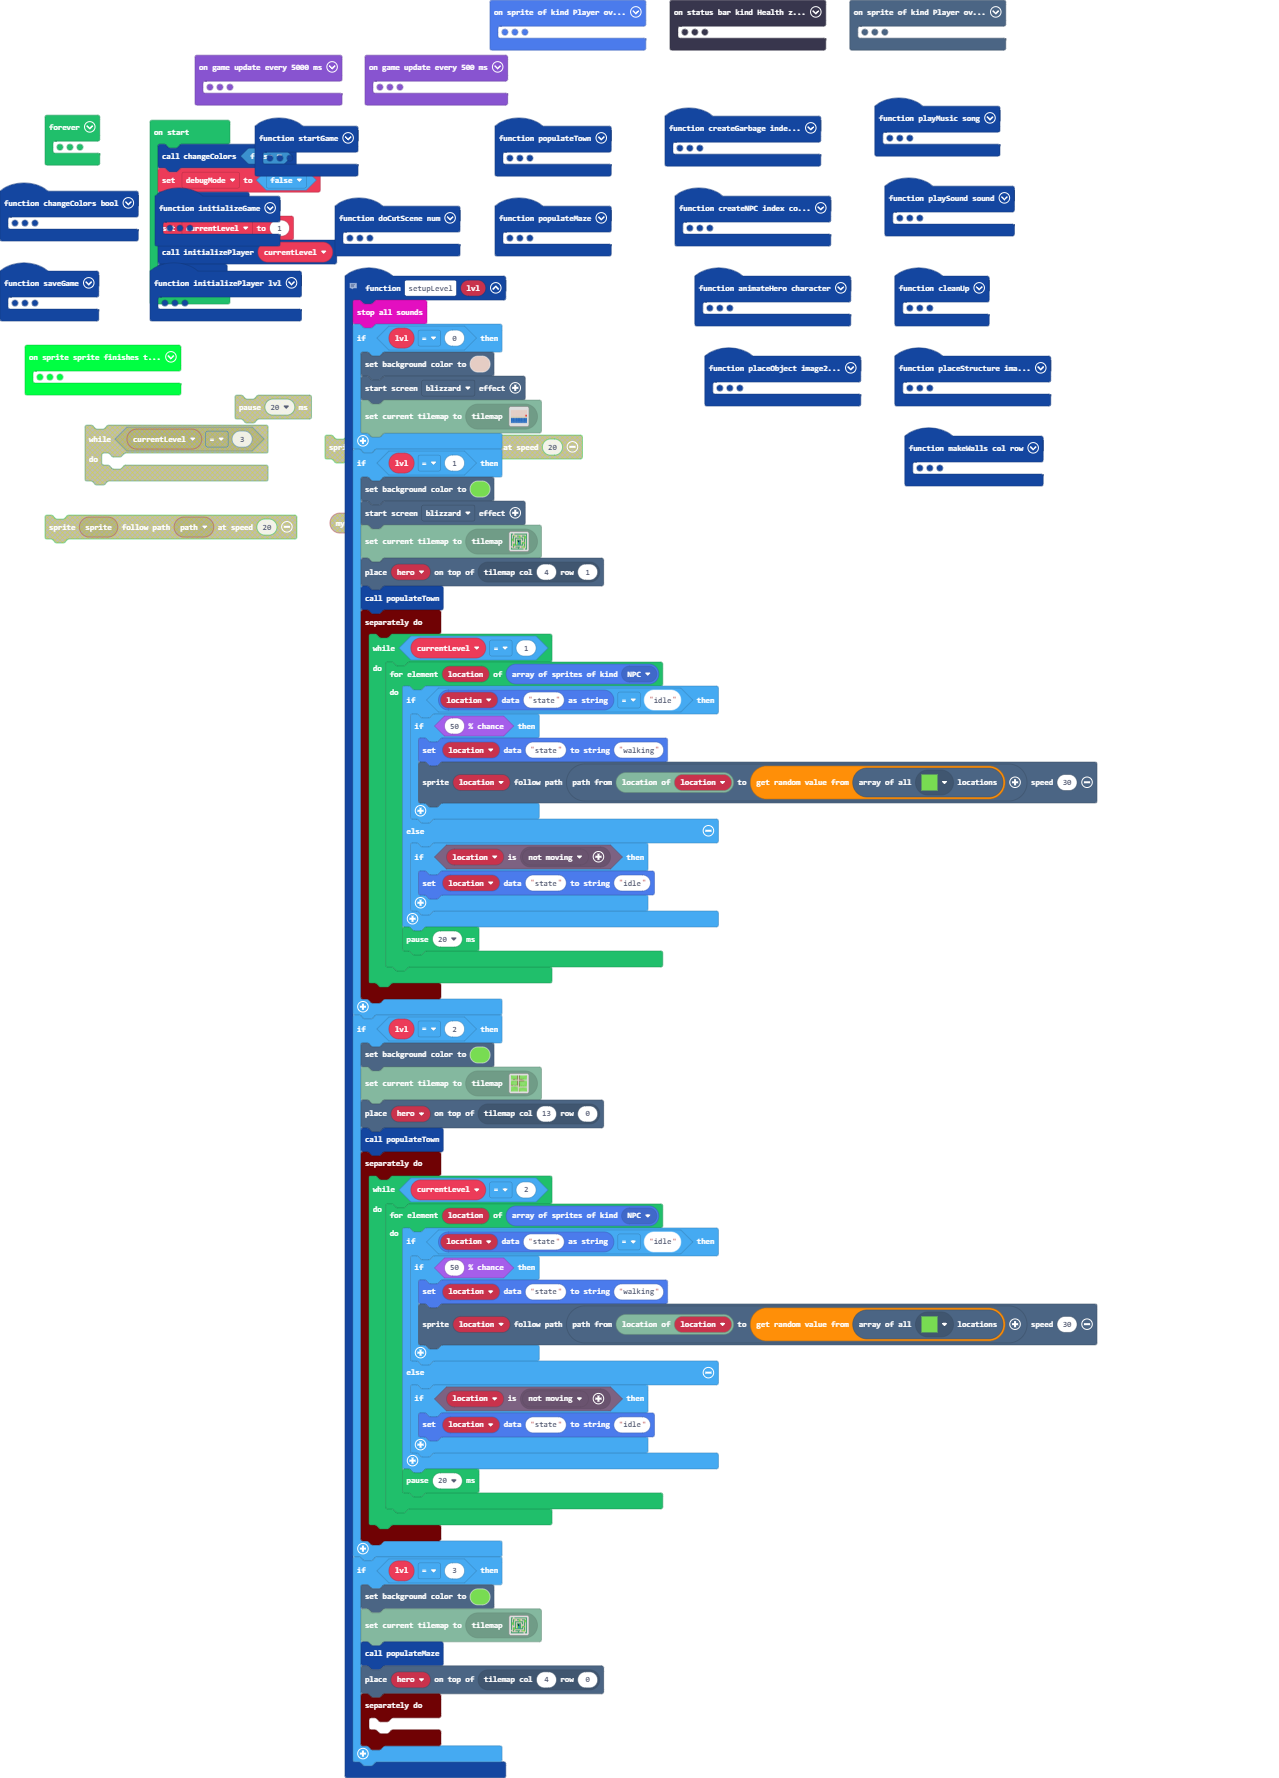 on sprite of kind Player ov...
on status bar kind Health z...
on sprite of kind Player ov...
on game update every 5000 ms
on game update every 500 ms
forever
on start
call changeColors
set debugMode to false
currentLevel to 1
call initializePlayer currentLevel
function startGame
function populateTown
function createGarbage inde...
function playMusic song
function changeColors bool
function initializeGame
function doCutScene num
function populateMaze
function createNPC index co...
function playSound sound
function saveGame
function initializePlayer lvl
function animateHero character
function cleanUp
on sprite sprite finishes t...
function placeObject image2...
function placeStructure ima...
function makeWalls col row
pause 20 ms
while currentLevel = 3
do
at speed 20
sprite sprite follow path path at speed 20
my
function setupLevel lvl
stop all sounds
if lvl = 0 then
set background color to
start screen blizzard effect
set current tilemap to tilemap
if lvl = 1 then
set background color to
start screen blizzard effect
set current tilemap to tilemap
place hero on top of tilemap col 4 row 1
call populateTown
separately do
while currentLevel = 1
do for element location of array of sprites of kind NPC
do if location data "state" as string = "idle" then
if 50 % chance then
set location data "state" to string "walking"
sprite location follow path path from location of location to get random value from array of all locations speed 30
else
if location is not moving then
set location data "state" to string "idle"
pause 20 ms
if lvl = 2 then
set background color to
set current tilemap to tilemap
place hero on top of tilemap col 13 row 0
call populateTown
separately do
while currentLevel = 2
do for element location of array of sprites of kind NPC
do if location data "state" as string = "idle" then
if 50 % chance then
set location data "state" to string "walking"
sprite location follow path path from location of location to get random value from array of all locations speed 30
else
if location is not moving then
set location data "state" to string "idle"
pause 20 ms
if lvl = 3 then
set background color to
set current tilemap to tilemap
call populateMaze
place hero on top of tilemap col 4 row 0
separately do